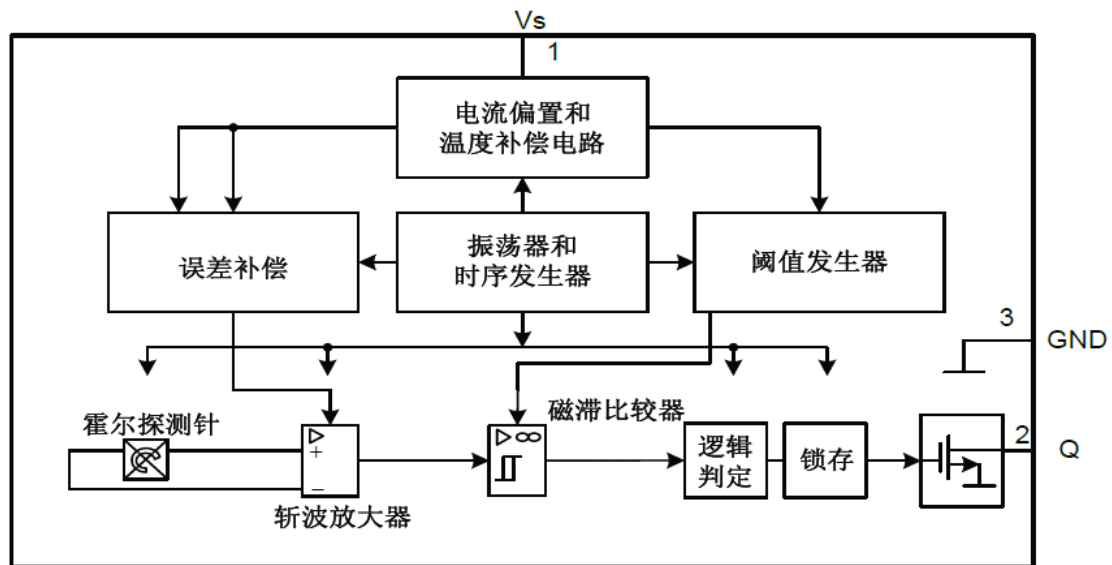 Vs
1
电流偏置和
温度补偿电路
误差补偿
振荡器和
时序发生器
阈值发生器
3
GND
霍尔探测针
磁滞比较器
+
−
∞
逻辑
判定
锁存
2
Q
斩波放大器